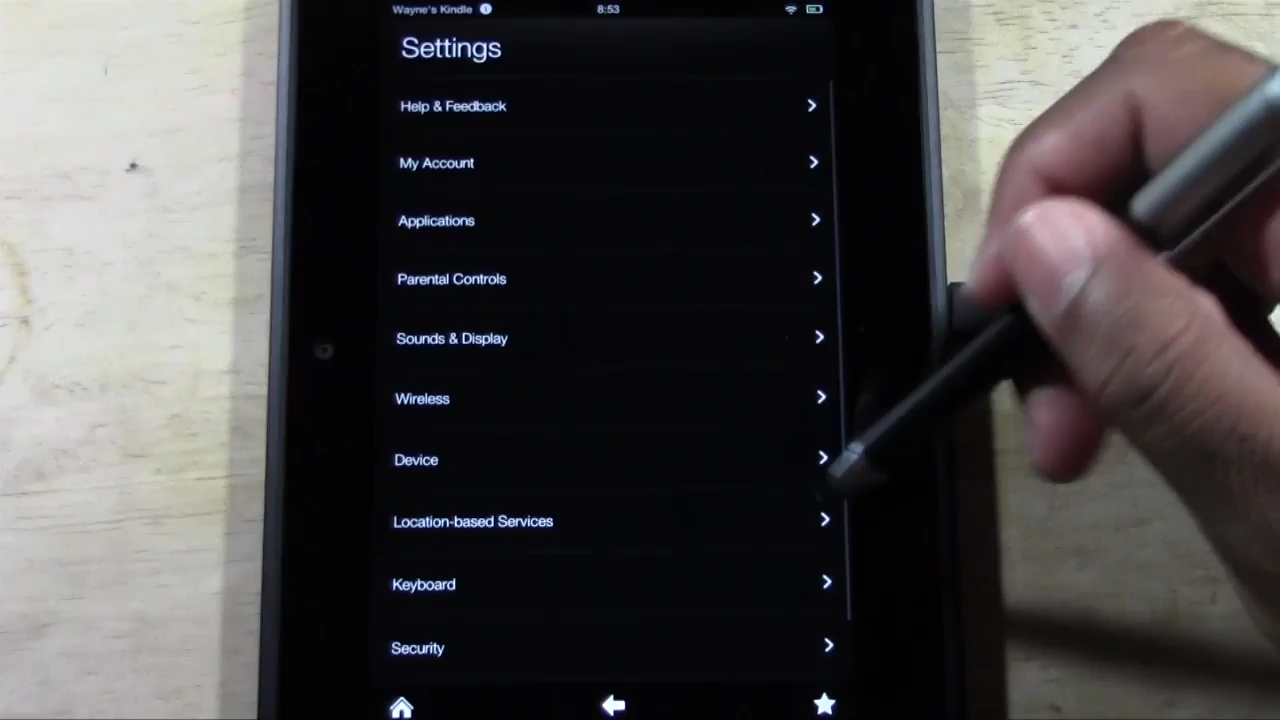 Wayne's Kindle 1 8:53
Settings
Help & Feedback
My Account
Applications
Parental Controls
Sounds & Display
Wireless
Device
Location-based Services
Keyboard
Security